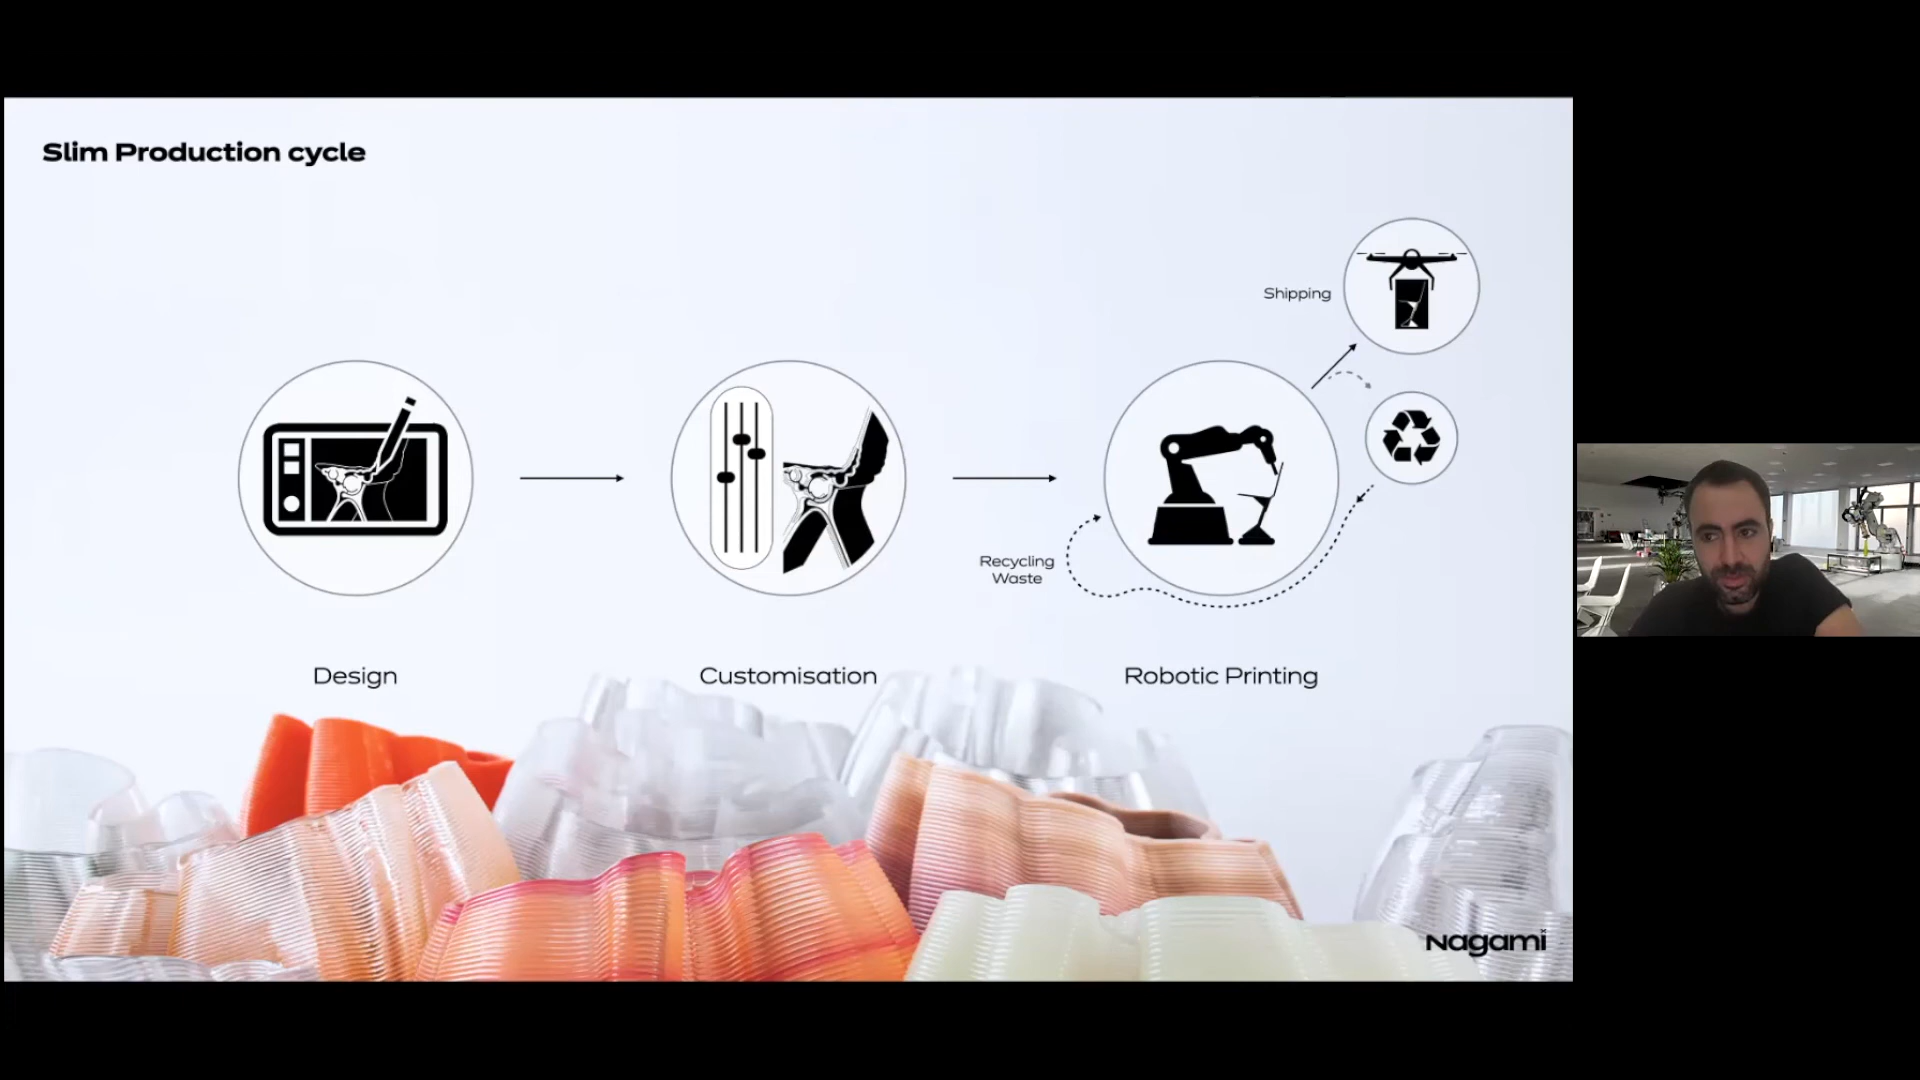 Slim Production cycle
Shipping
Recycling
Waste
Design
Customisation
Robotic Printing
Nagami